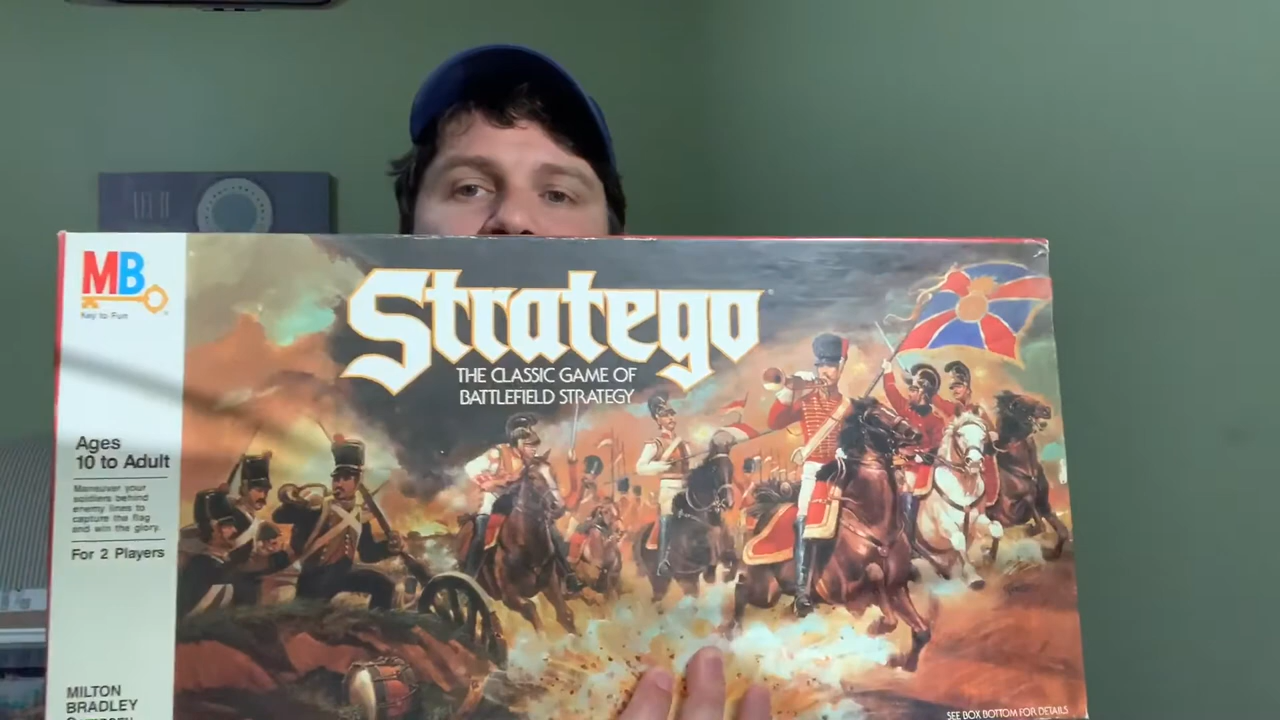 MB
Key to Fun
Stratego
THE CLASSIC GAME OF
BATTLEFIELD STRATEGY
Ages
10 to Adult
Maneuver your
soldiers behind
enemy lines to
capture the flag
and win the glory.
For 2 Players
MILTON
BRADLEY
SEE BOX BOTTOM FOR DETAILS